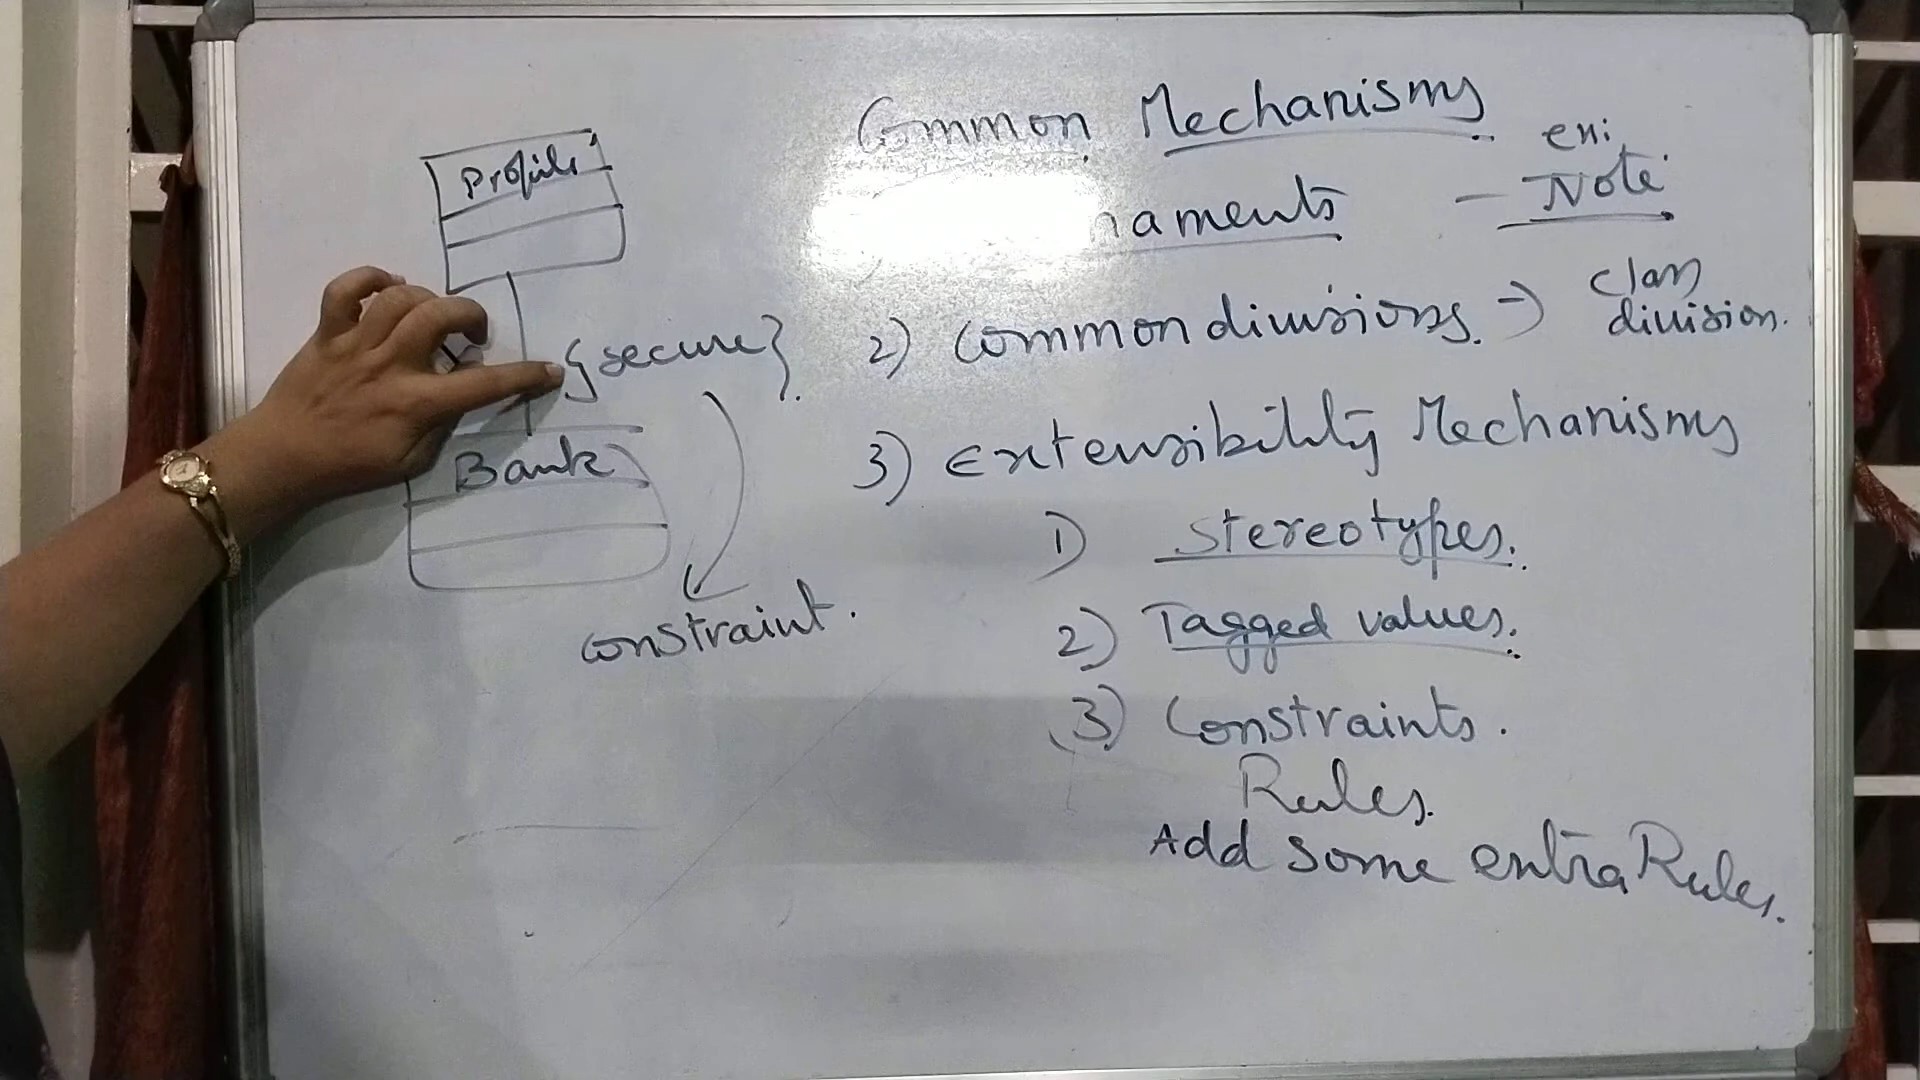 Common Mechanisms
ex:
naments - Note.
2) Common divisions. → class division.
3) Extensibility Mechanisms
1) Stereotypes.
2) Tagged values.
3) Constraints.
Rules.
Add some extra Rules.
Profile
{secure}
Bank
constraint.